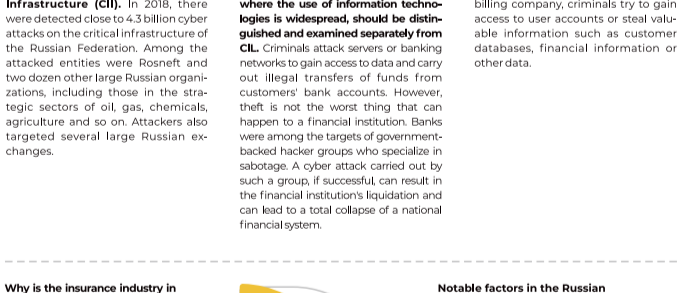 Infrastructure (CII). In 2018, there
were detected close to 4.3 billion cyber
attacks on the critical infrastructure of
the Russian Federation. Among the
attacked entities were Rosneft and
two dozen other large Russian organi-
zations, including those in the stra-
tegic sectors of oil, gas, chemicals,
agriculture and so on. Attackers also
targeted several large Russian ex-
changes.
where the use of information techno-
logies is widespread, should be distin-
guished and examined separately from
CIL. Criminals attack servers or banking
networks to gain access to data and carry
out illegal transfers of funds from
customers' bank accounts. However,
theft is not the worst thing that can
happen to a financial institution. Banks
were among the targets of government-
backed hacker groups who specialize in
sabotage. A cyber attack carried out by
such a group, if successful, can result in
the financial institution's liquidation and
can lead to a total collapse of a national
financial system.
billing company, criminals try to gain
access to user accounts or steal valu-
able information such as customer
databases, financial information or
other data.
Why is the insurance industry in
Notable factors in the Russian